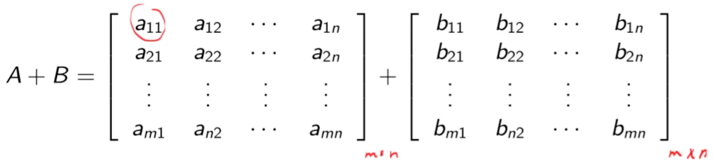 a₁₁ a₁₂ ⋯ a₁ₙ b₁₁ b₁₂ ⋯ b₁ₙ
a₂₁ a₂₂ ⋯ a₂ₙ b₂₁ b₂₂ ⋯ b₂ₙ
A + B = ⋮ ⋮ ⋮ ⋮ + ⋮ ⋮ ⋮ ⋮
aₘ₁ aₙ₂ ⋯ aₘₙ bₘ₁ bₙ₂ ⋯ bₘₙ
m×n m×n